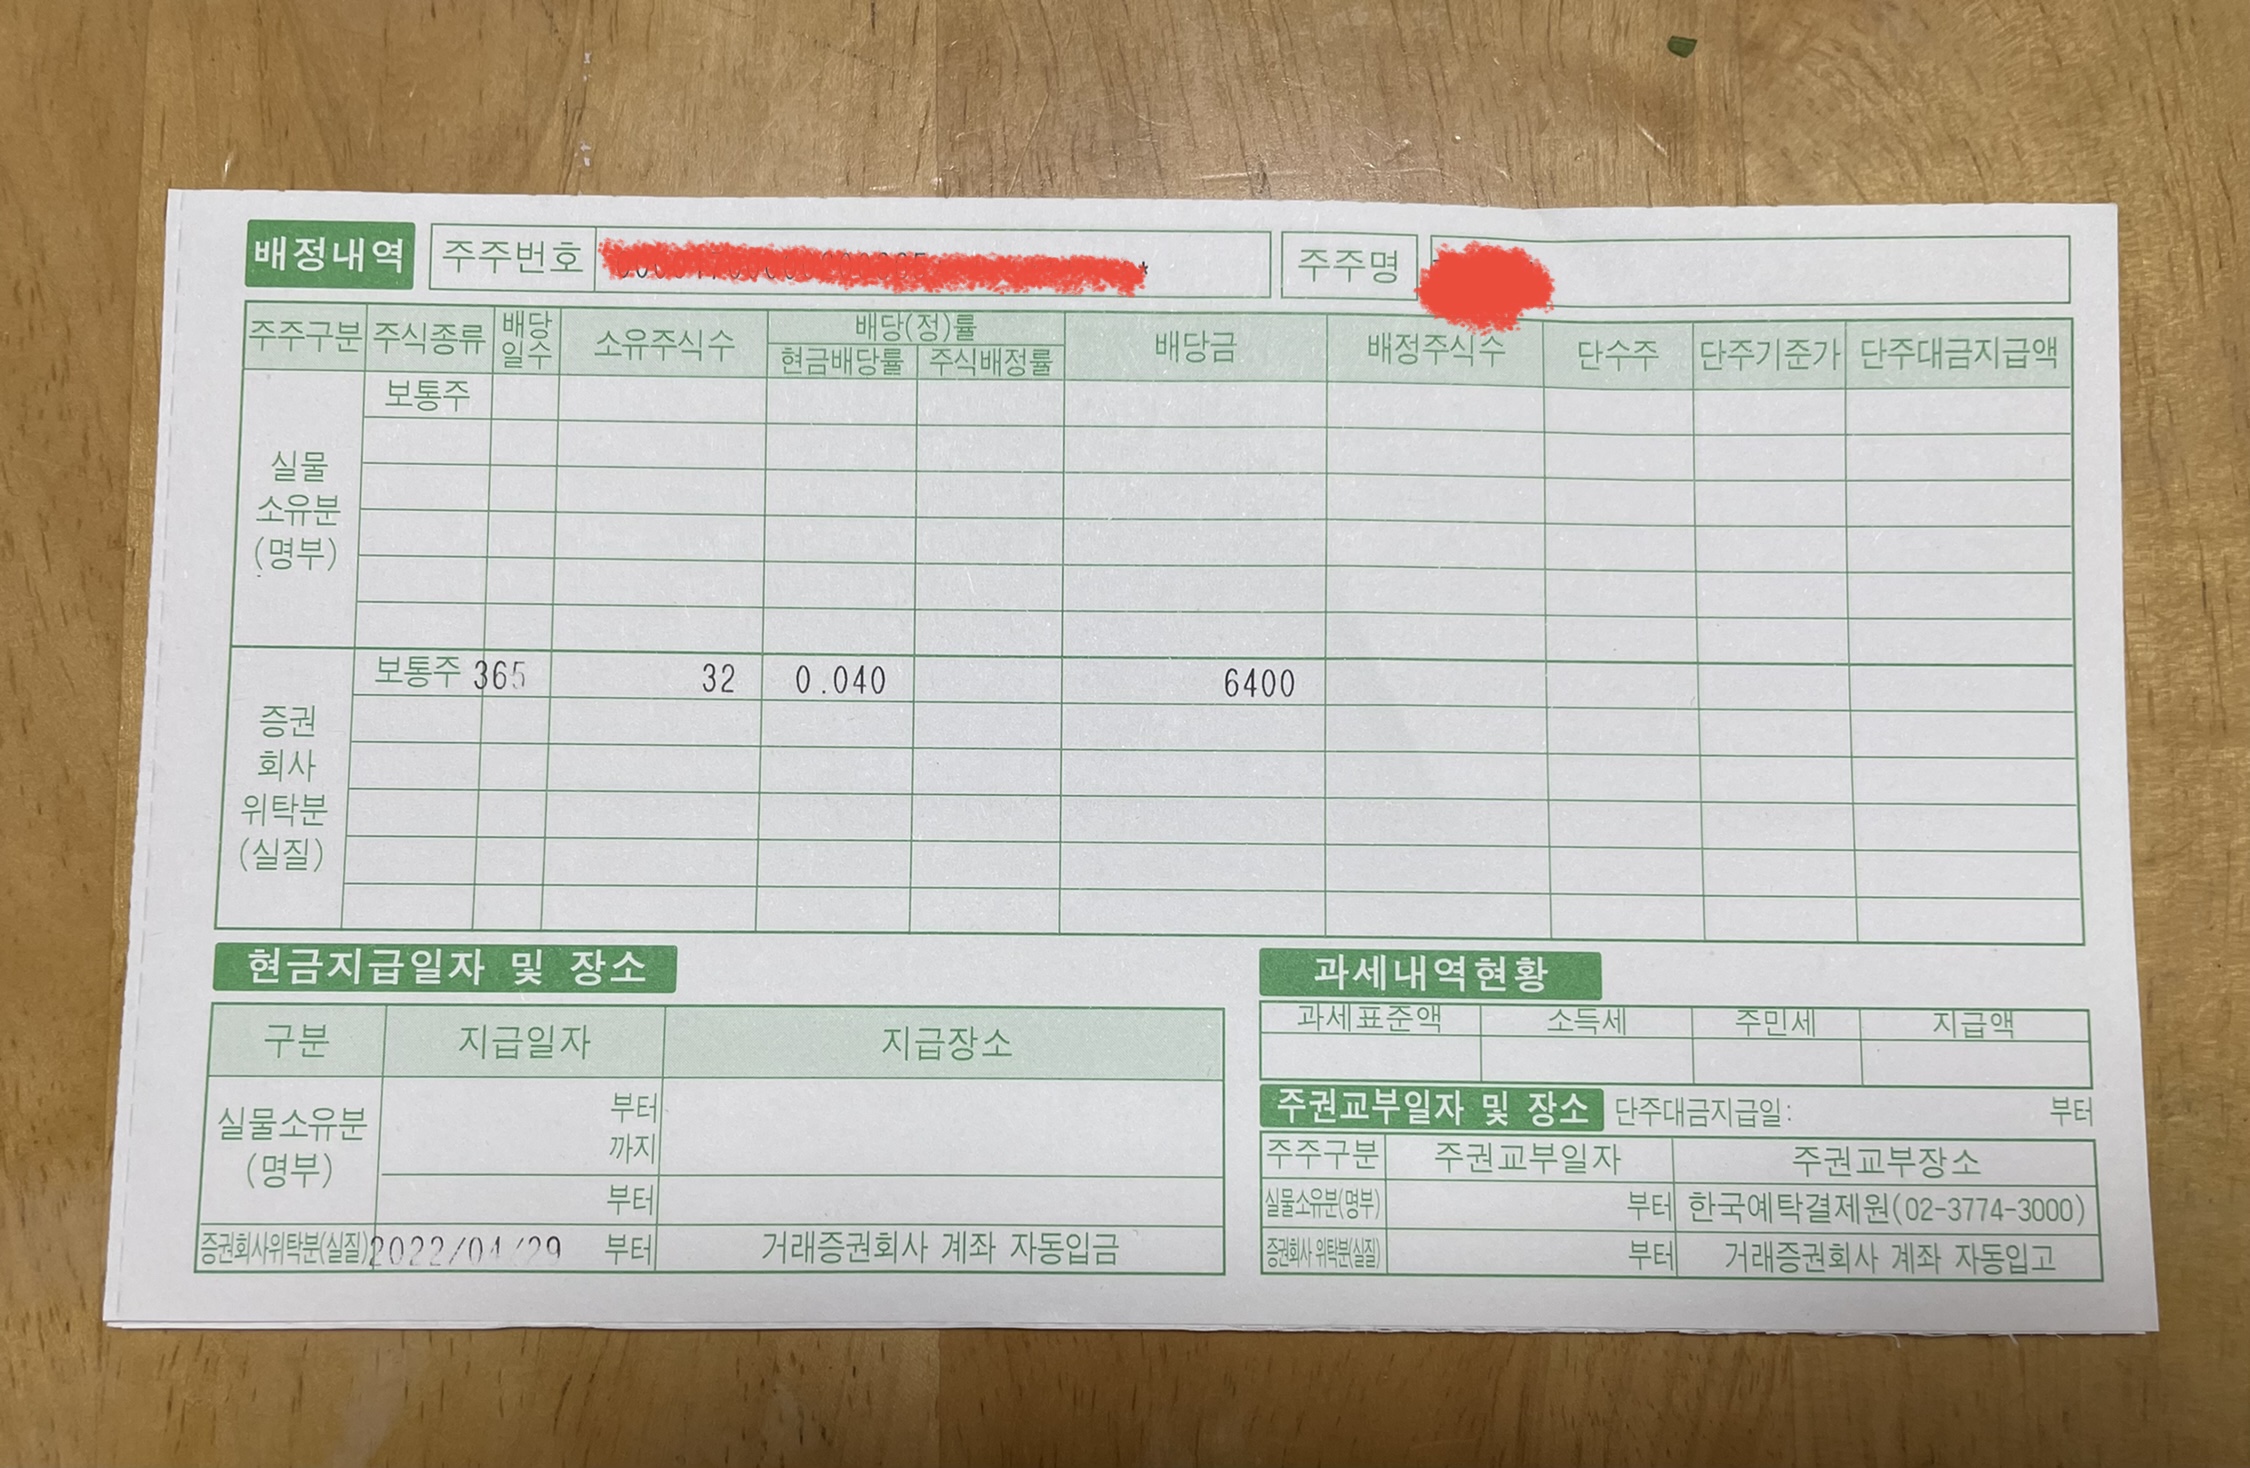 배정내역 주주번호 * 주주명
주주구분 주식종류 배당일수 소유주식수 배당(정)률 현금배당률 주식배정률 배당금 배정주식수 단수주 단주기준가 단주대금지급액
실물
소유분
(명부)
보통주
증권
회사
위탁분
(실질)
보통주 365 32 0.040 6400
현금지급일자 및 장소
구분 지급일자 지급장소
실물소유분
(명부)
부터
까지
부터
증권회사위탁분(실질) 2022/04/29 부터 거래증권회사 계좌 자동입금
과세내역현황
과세표준액 소득세 주민세 지급액
주권교부일자 및 장소 단주대금지급일: 부터
주주구분 주권교부일자 주권교부장소
실물소유분(명부) 부터 한국예탁결제원(02-3774-3000)
증권회사 위탁분(실질) 부터 거래증권회사 계좌 자동입고